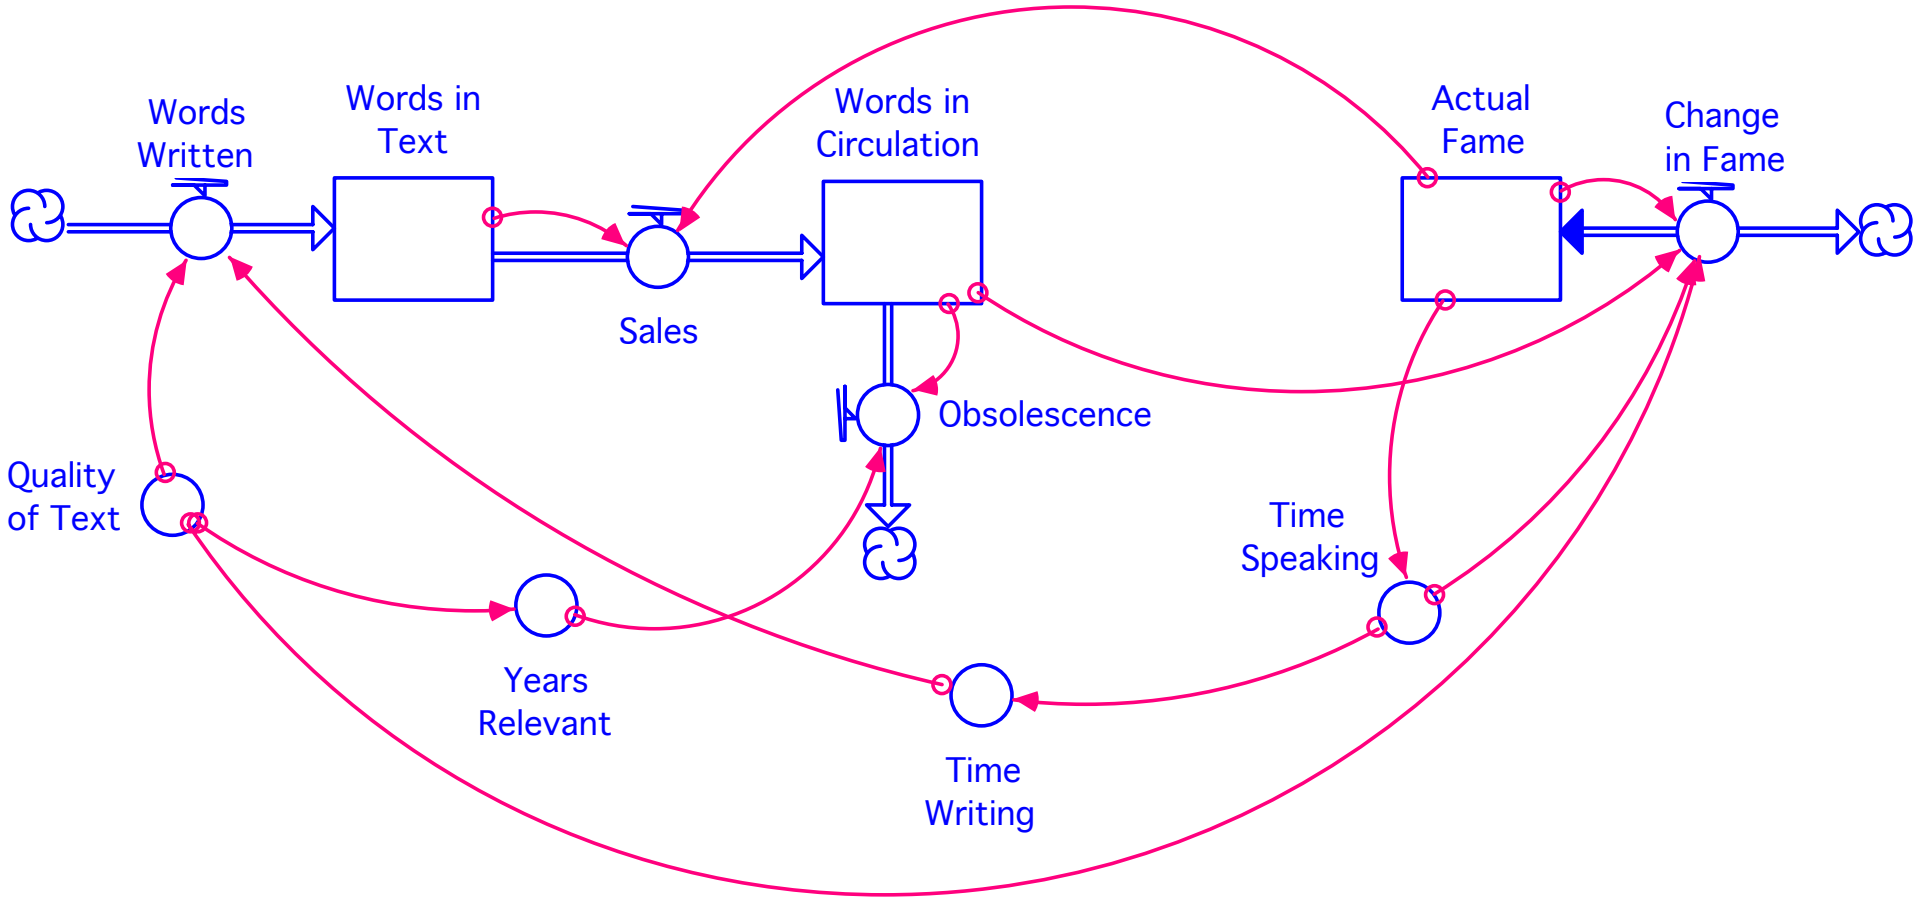 Words
Written
Words in
Text
Words in
Circulation
Actual
Fame
Change
in Fame
Sales
Obsolescence
Quality
of Text
Time
Speaking
Years
Relevant
Time
Writing